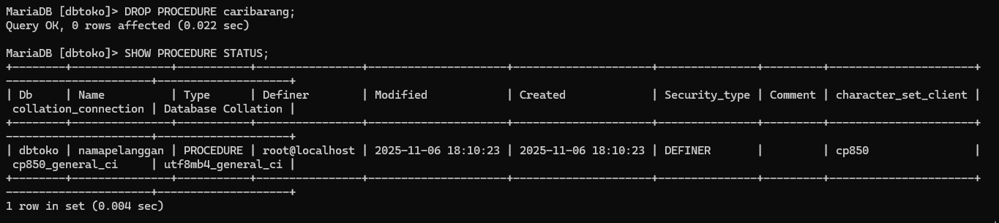 MariaDB [dbtoko]> DROP PROCEDURE caribarang;
Query OK, 0 rows affected (0.022 sec)
MariaDB [dbtoko]> SHOW PROCEDURE STATUS;
+--------+---------------+-----------+----------------+---------------------+---------------------+---------------+---------+----------------------+
----------------------+--------------------+
| Db     | Name          | Type      | Definer        | Modified            | Created             | Security_type | Comment | character_set_client |
 collation_connection | Database Collation |
+--------+---------------+-----------+----------------+---------------------+---------------------+---------------+---------+----------------------+
----------------------+--------------------+
| dbtoko | namapelanggan | PROCEDURE | root@localhost | 2025-11-06 18:10:23 | 2025-11-06 18:10:23 | DEFINER       |         | cp850                |
 cp850_general_ci     | utf8mb4_general_ci |
+--------+---------------+-----------+----------------+---------------------+---------------------+---------------+---------+----------------------+
----------------------+--------------------+
1 row in set (0.004 sec)